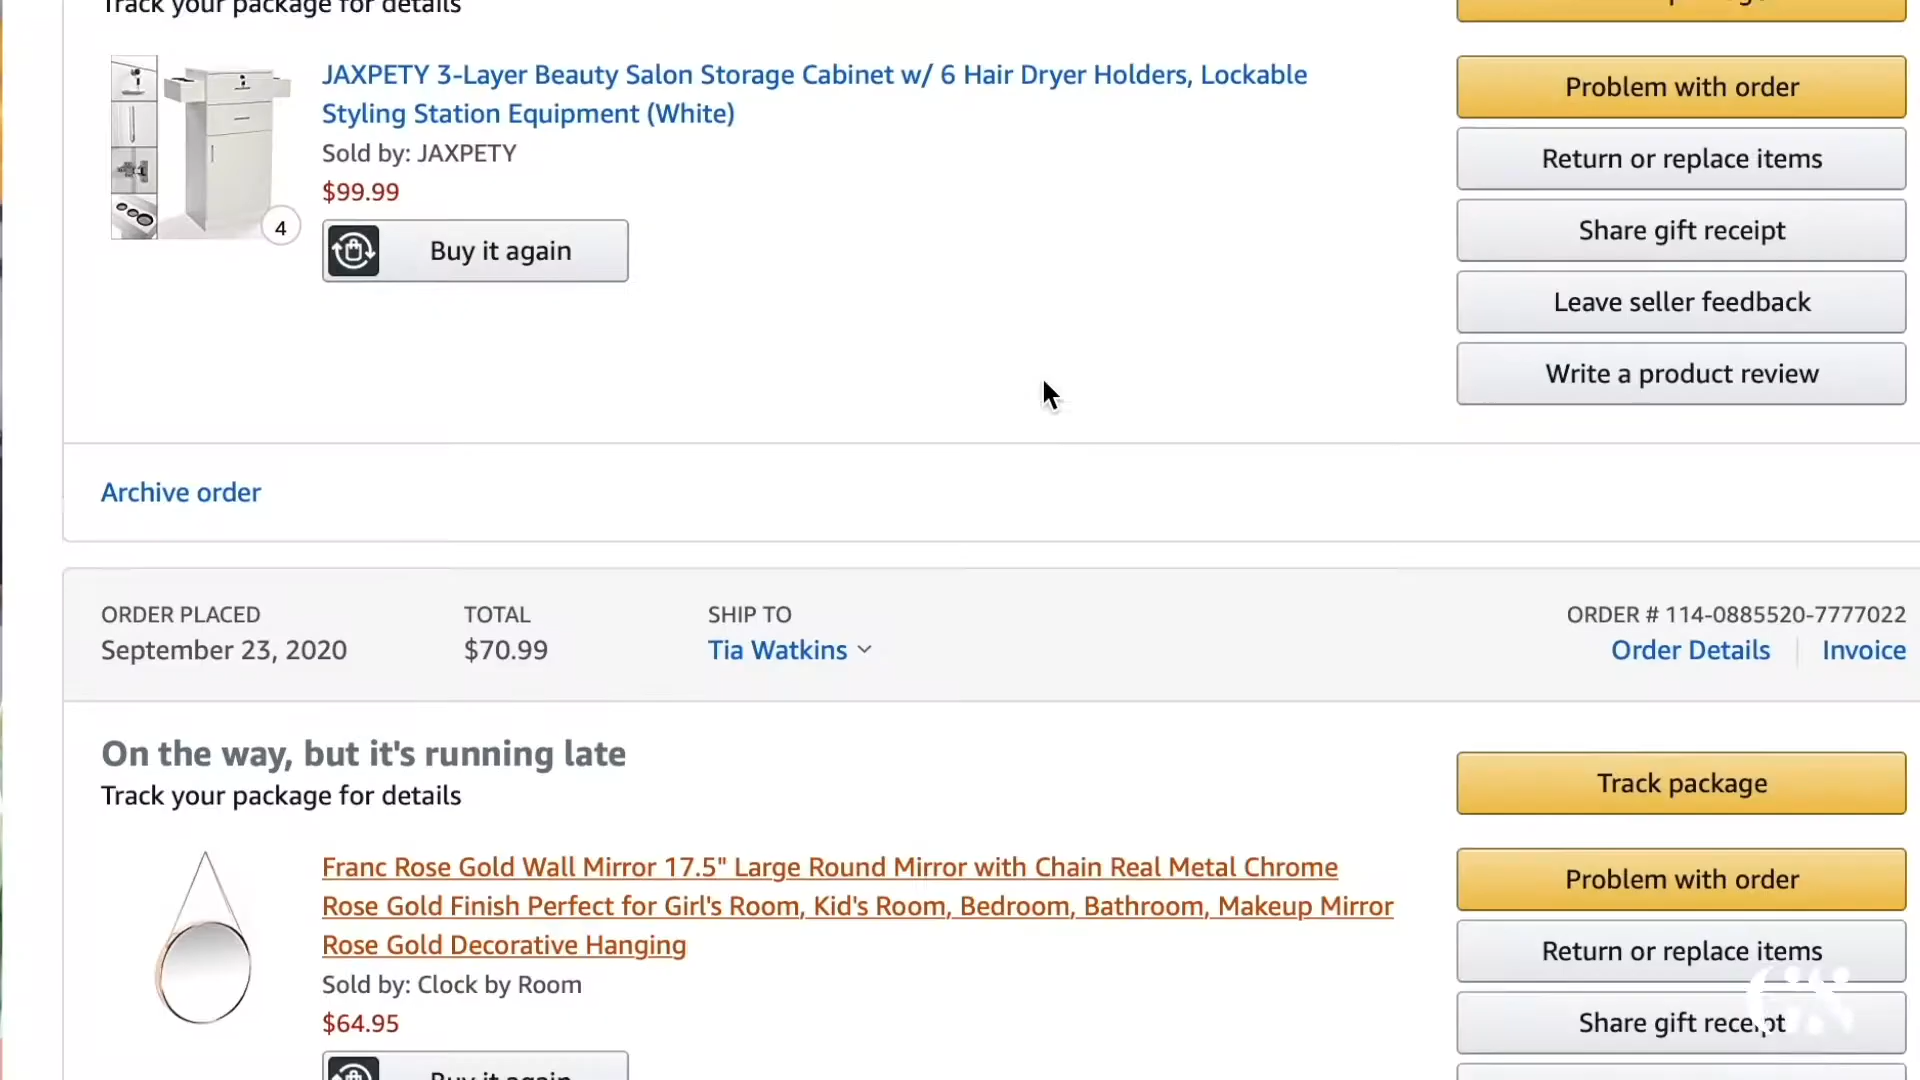 Track your package for details
JAXPETY 3-Layer Beauty Salon Storage Cabinet w/ 6 Hair Dryer Holders, Lockable
Styling Station Equipment (White)
Sold by: JAXPETY
$99.99
4
Buy it again
Problem with order
Return or replace items
Share gift receipt
Leave seller feedback
Write a product review
Archive order
ORDER PLACED
September 23, 2020
TOTAL
$70.99
SHIP TO
Tia Watkins
ORDER # 114-0885520-7777022
Order Details
Invoice
On the way, but it's running late
Track your package for details
Track package
Franc Rose Gold Wall Mirror 17.5" Large Round Mirror with Chain Real Metal Chrome
Rose Gold Finish Perfect for Girl's Room, Kid's Room, Bedroom, Bathroom, Makeup Mirror
Rose Gold Decorative Hanging
Sold by: Clock by Room
$64.95
Buy it again
Problem with order
Return or replace items
Share gift receipt